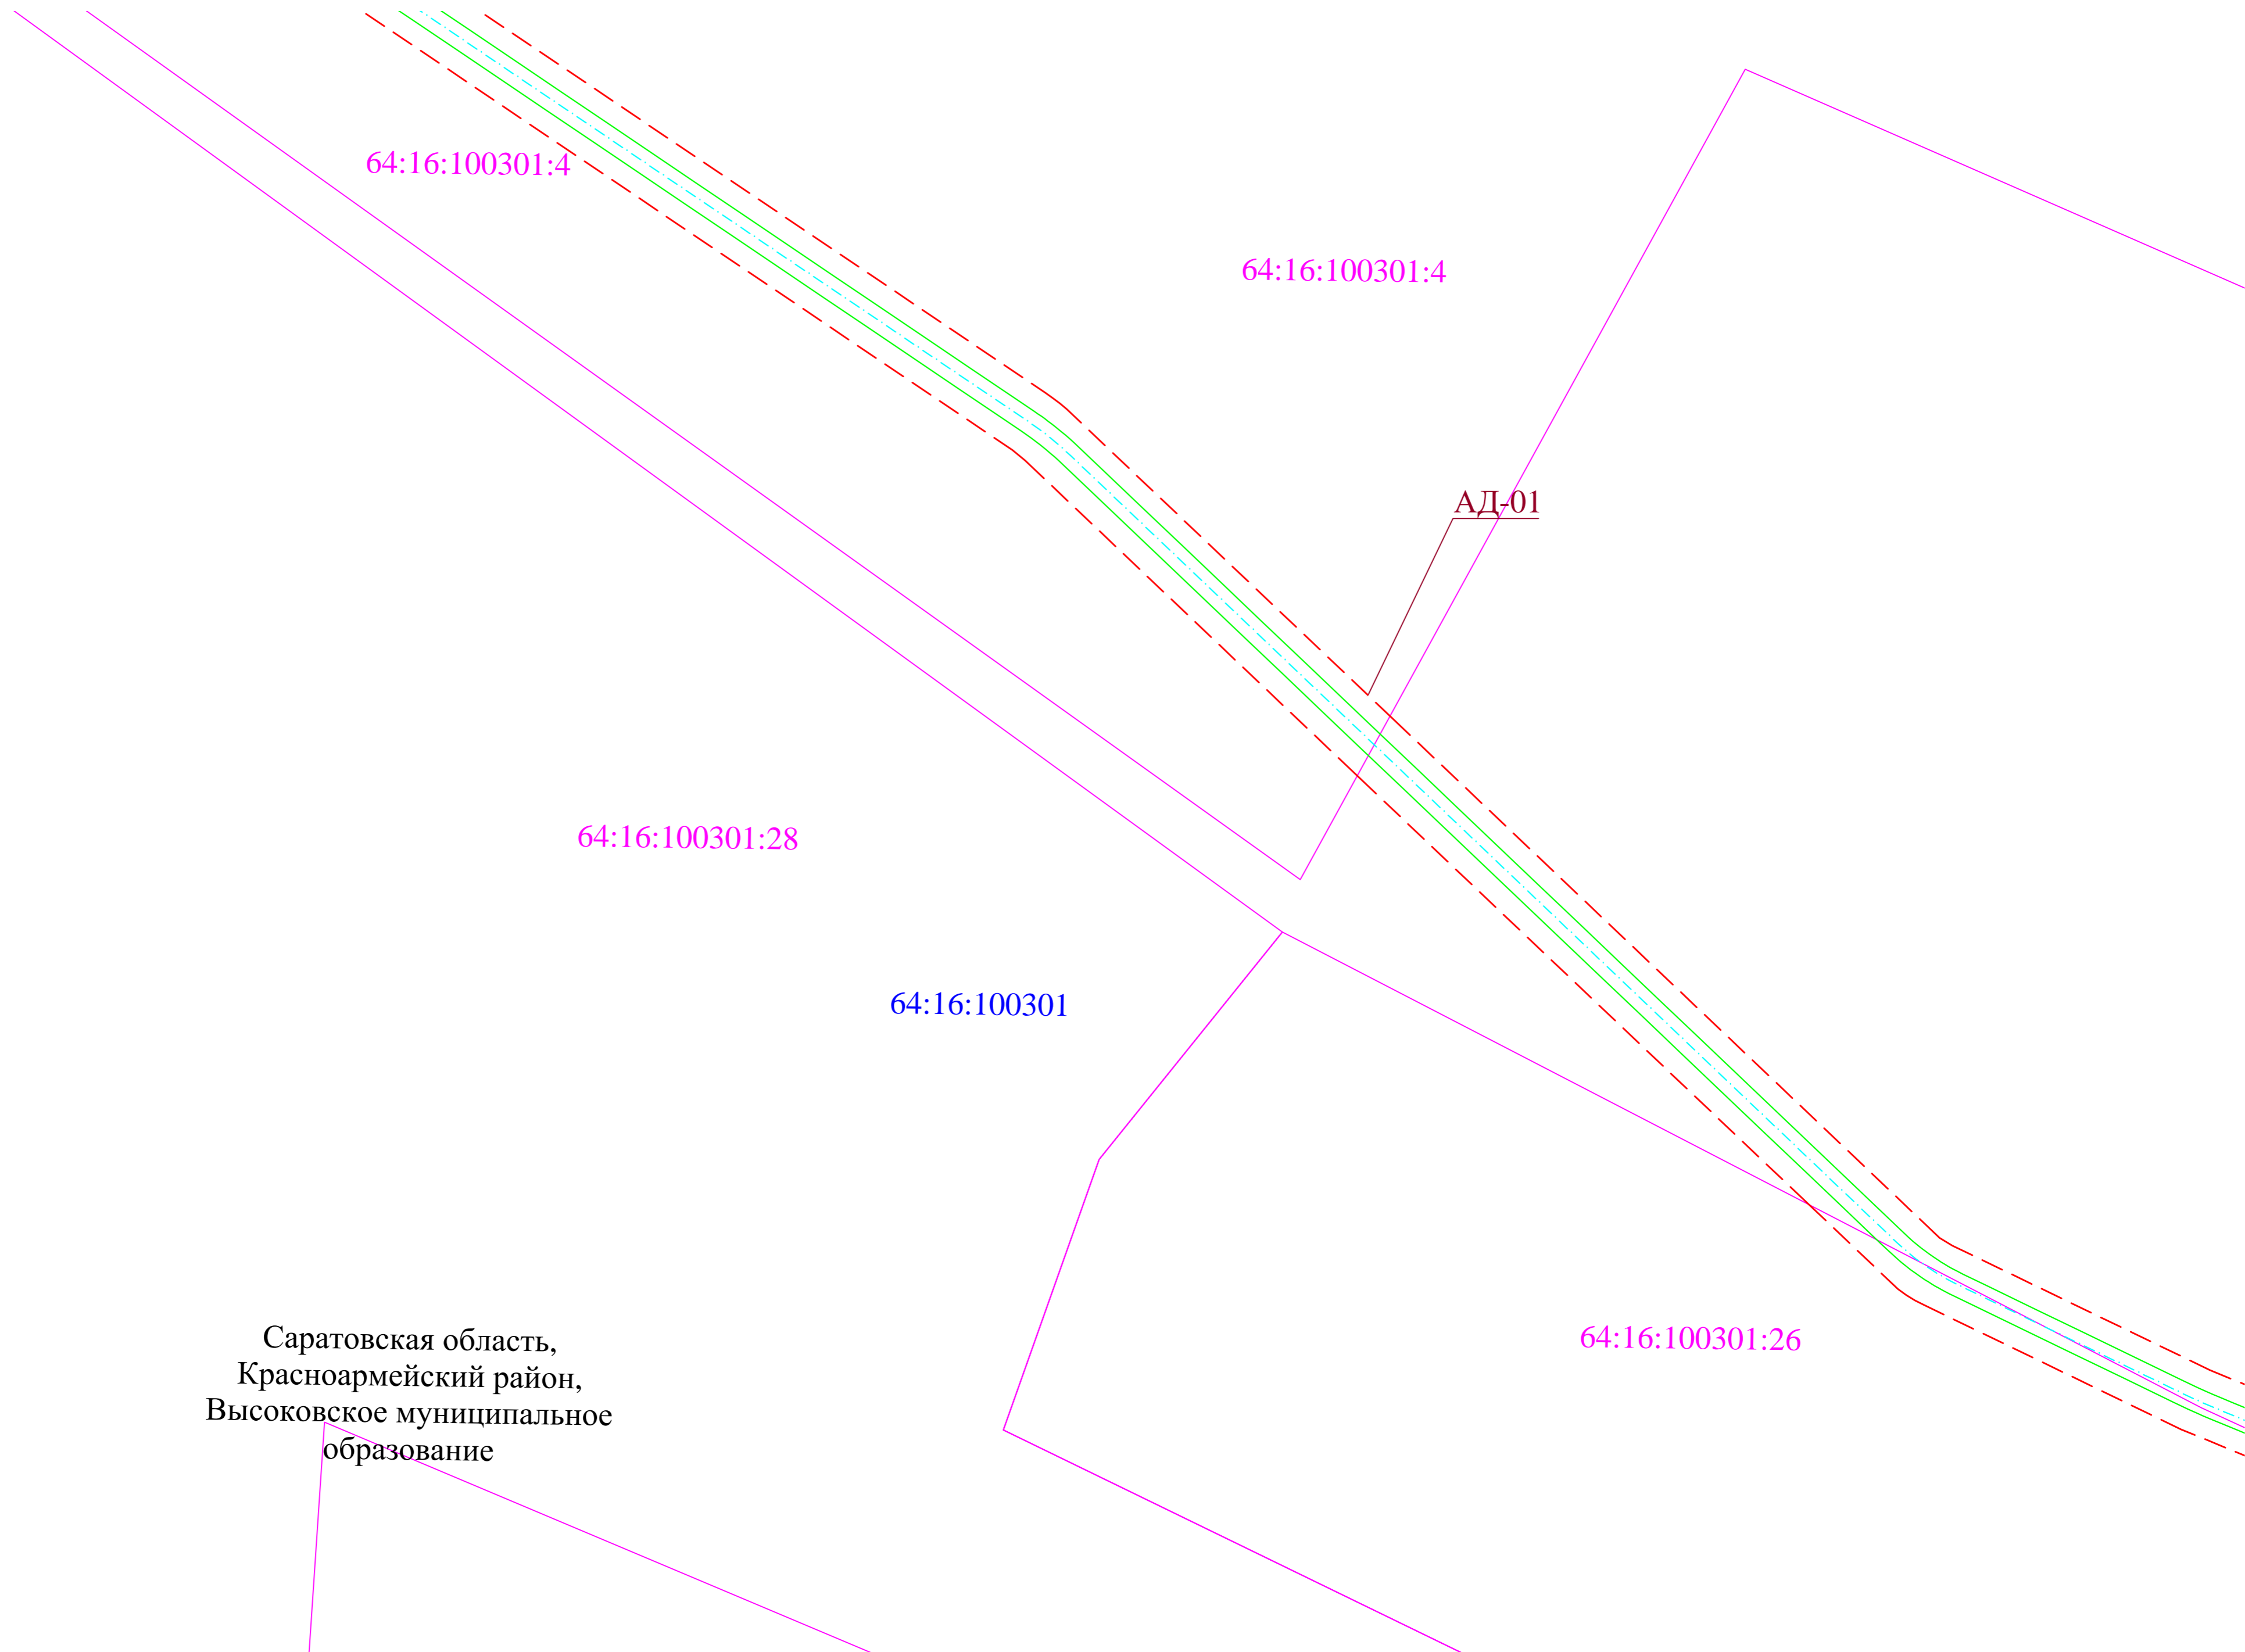 64:16:100301:4
64:16:100301:4
АД-01
64:16:100301:28
64:16:100301
64:16:100301:26
Саратовская область,
Красноармейский район,
Высоковское муниципальное
образование